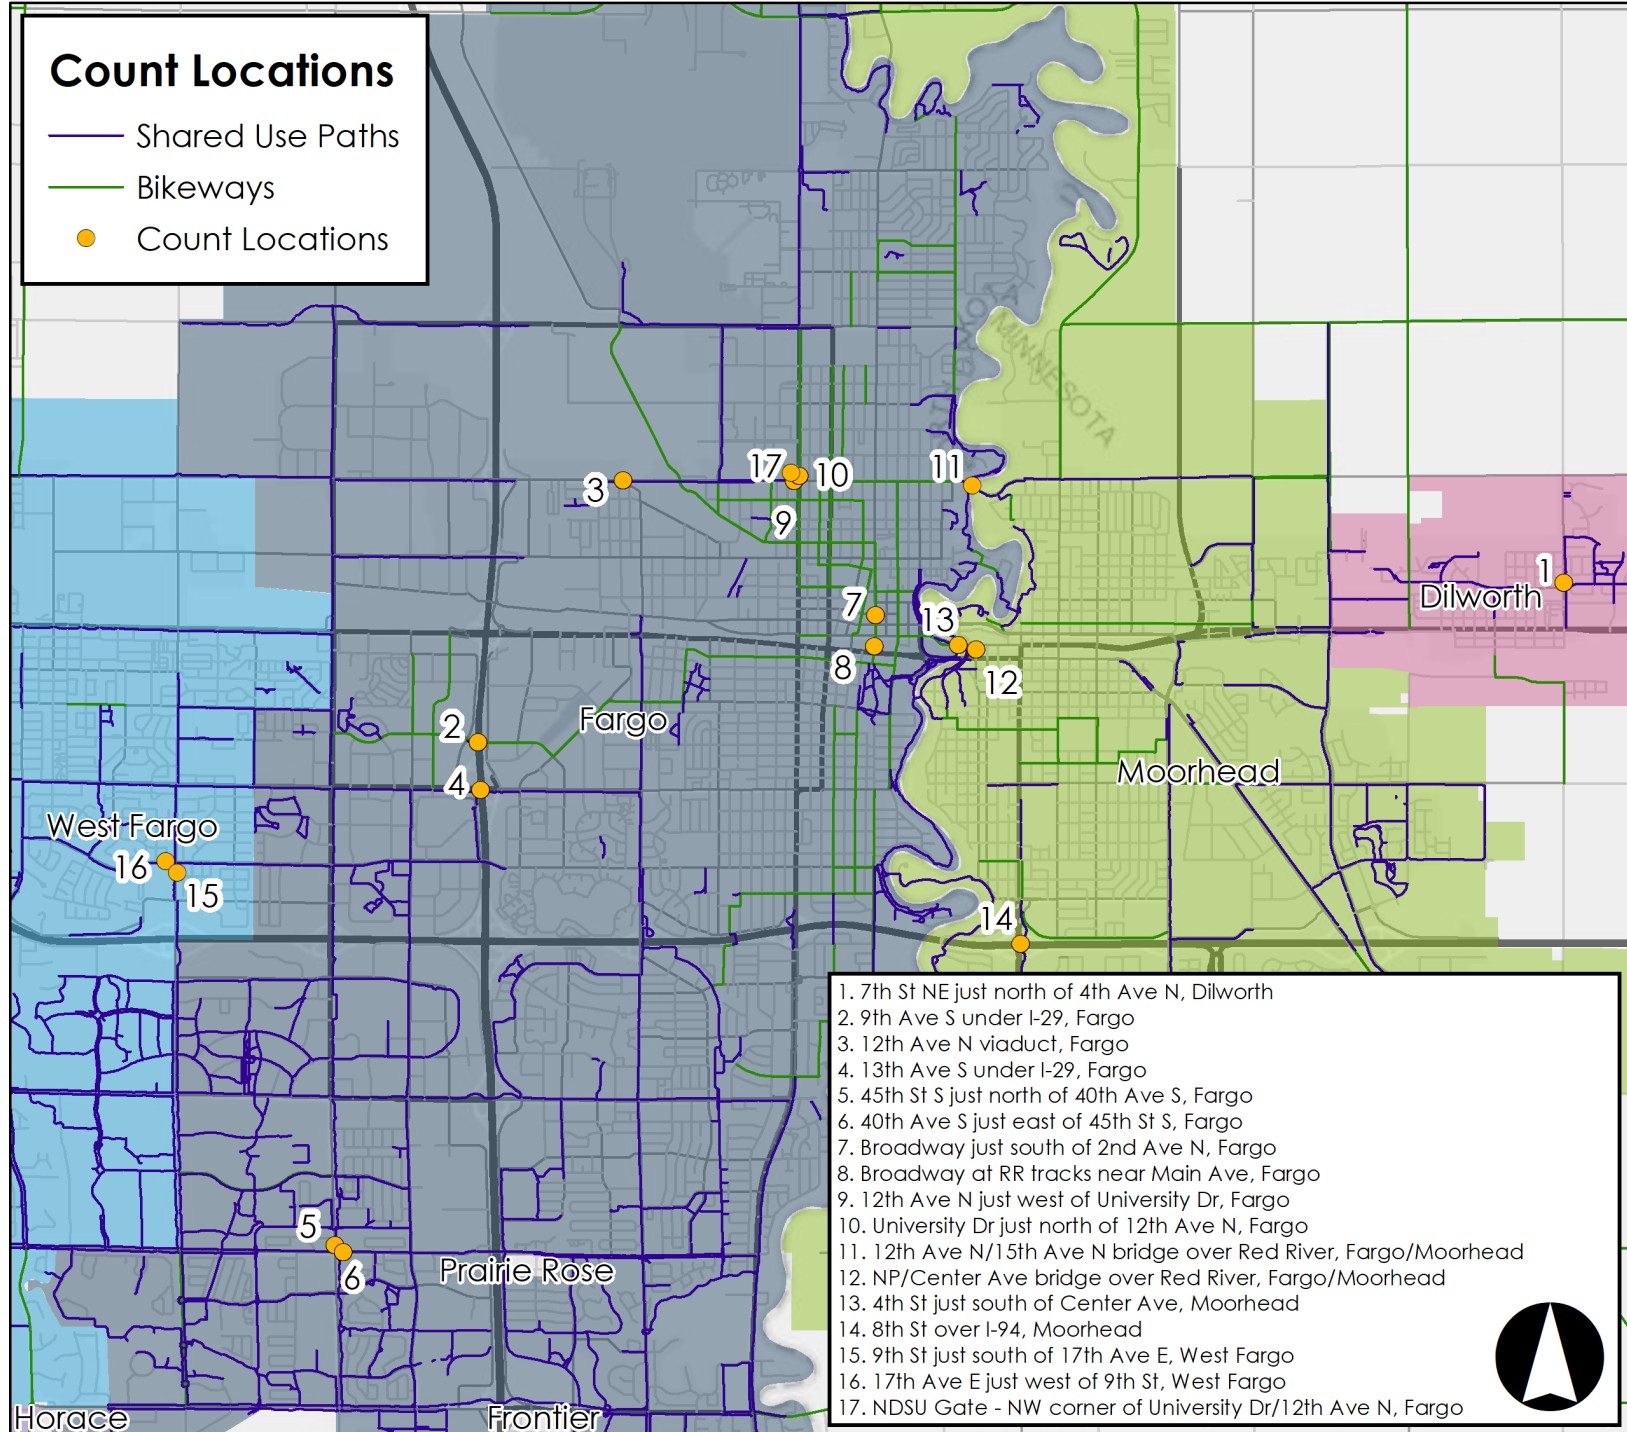 Count Locations
Shared Use Paths
Bikeways
Count Locations
MINNESOTA
17
10
11
3
9
1
Dilworth
7
13
8
12
2
Fargo
4
Moorhead
West Fargo
16
15
14
5
6
Prairie Rose
Horace
Frontier
1. 7th St NE just north of 4th Ave N, Dilworth
2. 9th Ave S under I-29, Fargo
3. 12th Ave N viaduct, Fargo
4. 13th Ave S under I-29, Fargo
5. 45th St S just north of 40th Ave S, Fargo
6. 40th Ave S just east of 45th St S, Fargo
7. Broadway just south of 2nd Ave N, Fargo
8. Broadway at RR tracks near Main Ave, Fargo
9. 12th Ave N just west of University Dr, Fargo
10. University Dr just north of 12th Ave N, Fargo
11. 12th Ave N/15th Ave N bridge over Red River, Fargo/Moorhead
12. NP/Center Ave bridge over Red River, Fargo/Moorhead
13. 4th St just south of Center Ave, Moorhead
14. 8th St over I-94, Moorhead
15. 9th St just south of 17th Ave E, West Fargo
16. 17th Ave E just west of 9th St, West Fargo
17. NDSU Gate - NW corner of University Dr/12th Ave N, Fargo